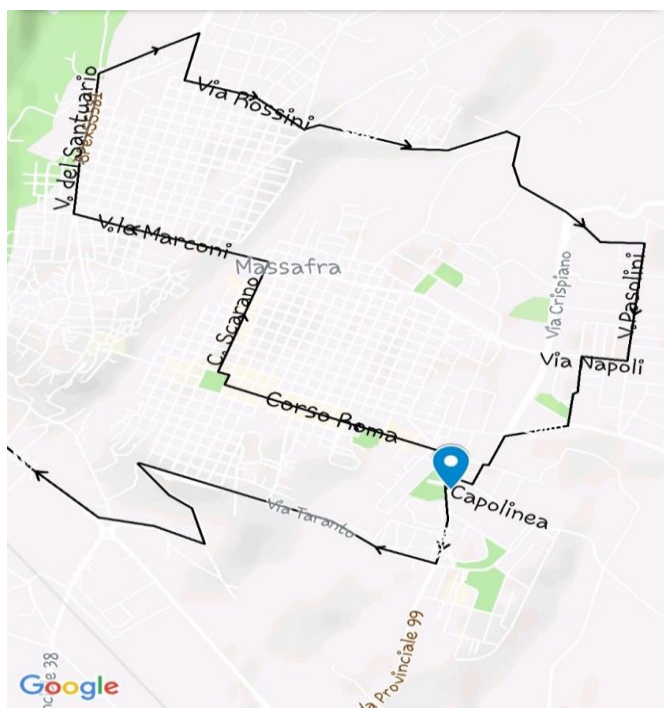 V. del Santuario
Via Rossini
V.le Marconi
Massafra
C. Scarano
V. Pasolini
Via Crispiano
Via Napoli
Corso Roma
Capolinea
Via Taranto
Provinciale 99
Google